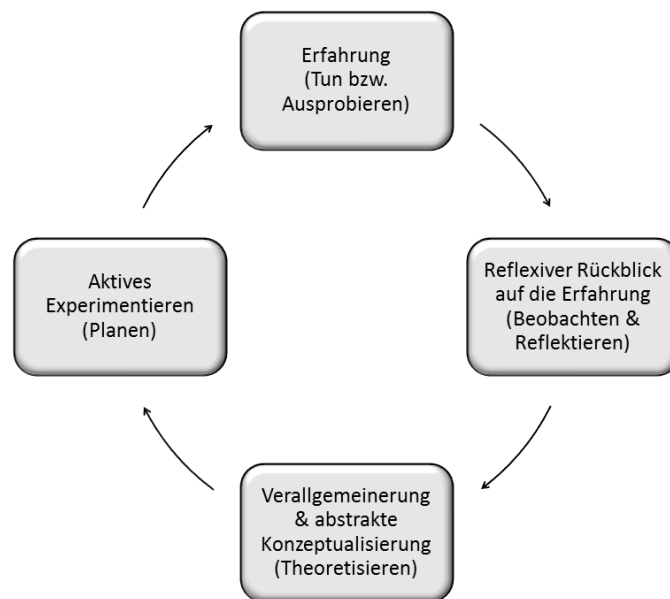 Erfahrung
(Tun bzw.
Ausprobieren)
Reflexiver Rückblick
auf die Erfahrung
(Beobachten &
Reflektieren)
Verallgemeinerung
& abstrakte
Konzeptualisierung
(Theoretisieren)
Aktives
Experimentieren
(Planen)